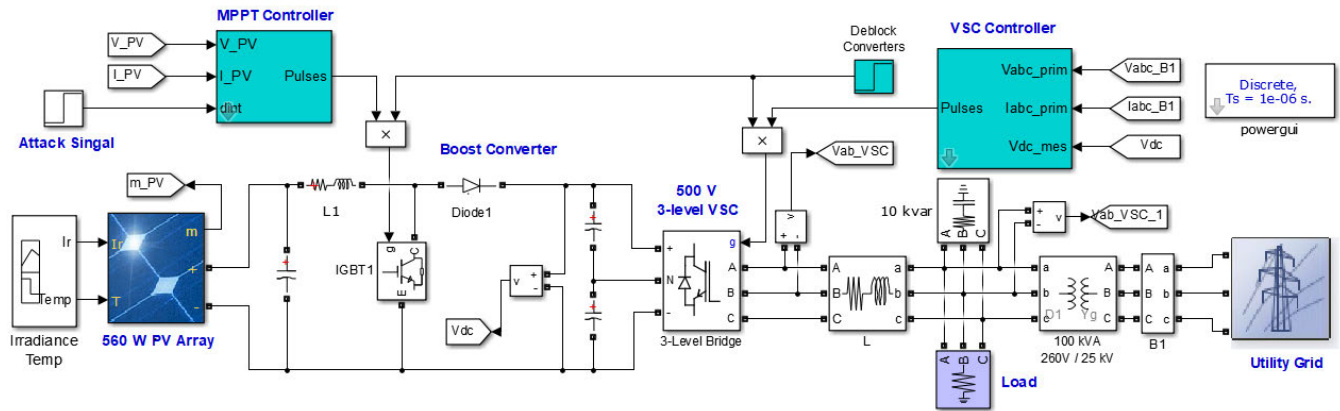 MPPT Controller
VSC Controller
Deblock
Converters
V_PV
V_PV
I_PV
I_PV
Pulses
dint
Attack Singal
×
×
Vabc_prim
Vabc_B1
Pulses
Iabc_prim
Iabc_B1
Vdc_mes
Vdc
Discrete,
Ts = 1e-06 s.
powergui
Boost Converter
Vab_VSC
m_PV
L1
Diode1
500 V
3-level VSC
10 kvar
A
B
C
+
-
v
+
-
v
Vab_VSC_1
Ir
Temp
Ir
T
m
+
-
IGBT1
g
C
E
v
+
-
Vdc
+
N
-
g
A
B
C
A
B
C
a
b
c
a
b
c
D1
Yg
A
B
C
A
B
C
a
b
c
Irradiance
Temp
560 W PV Array
3-Level Bridge
L
A
B
C
Load
100 kVA
260V / 25 kV
B1
Utility Grid